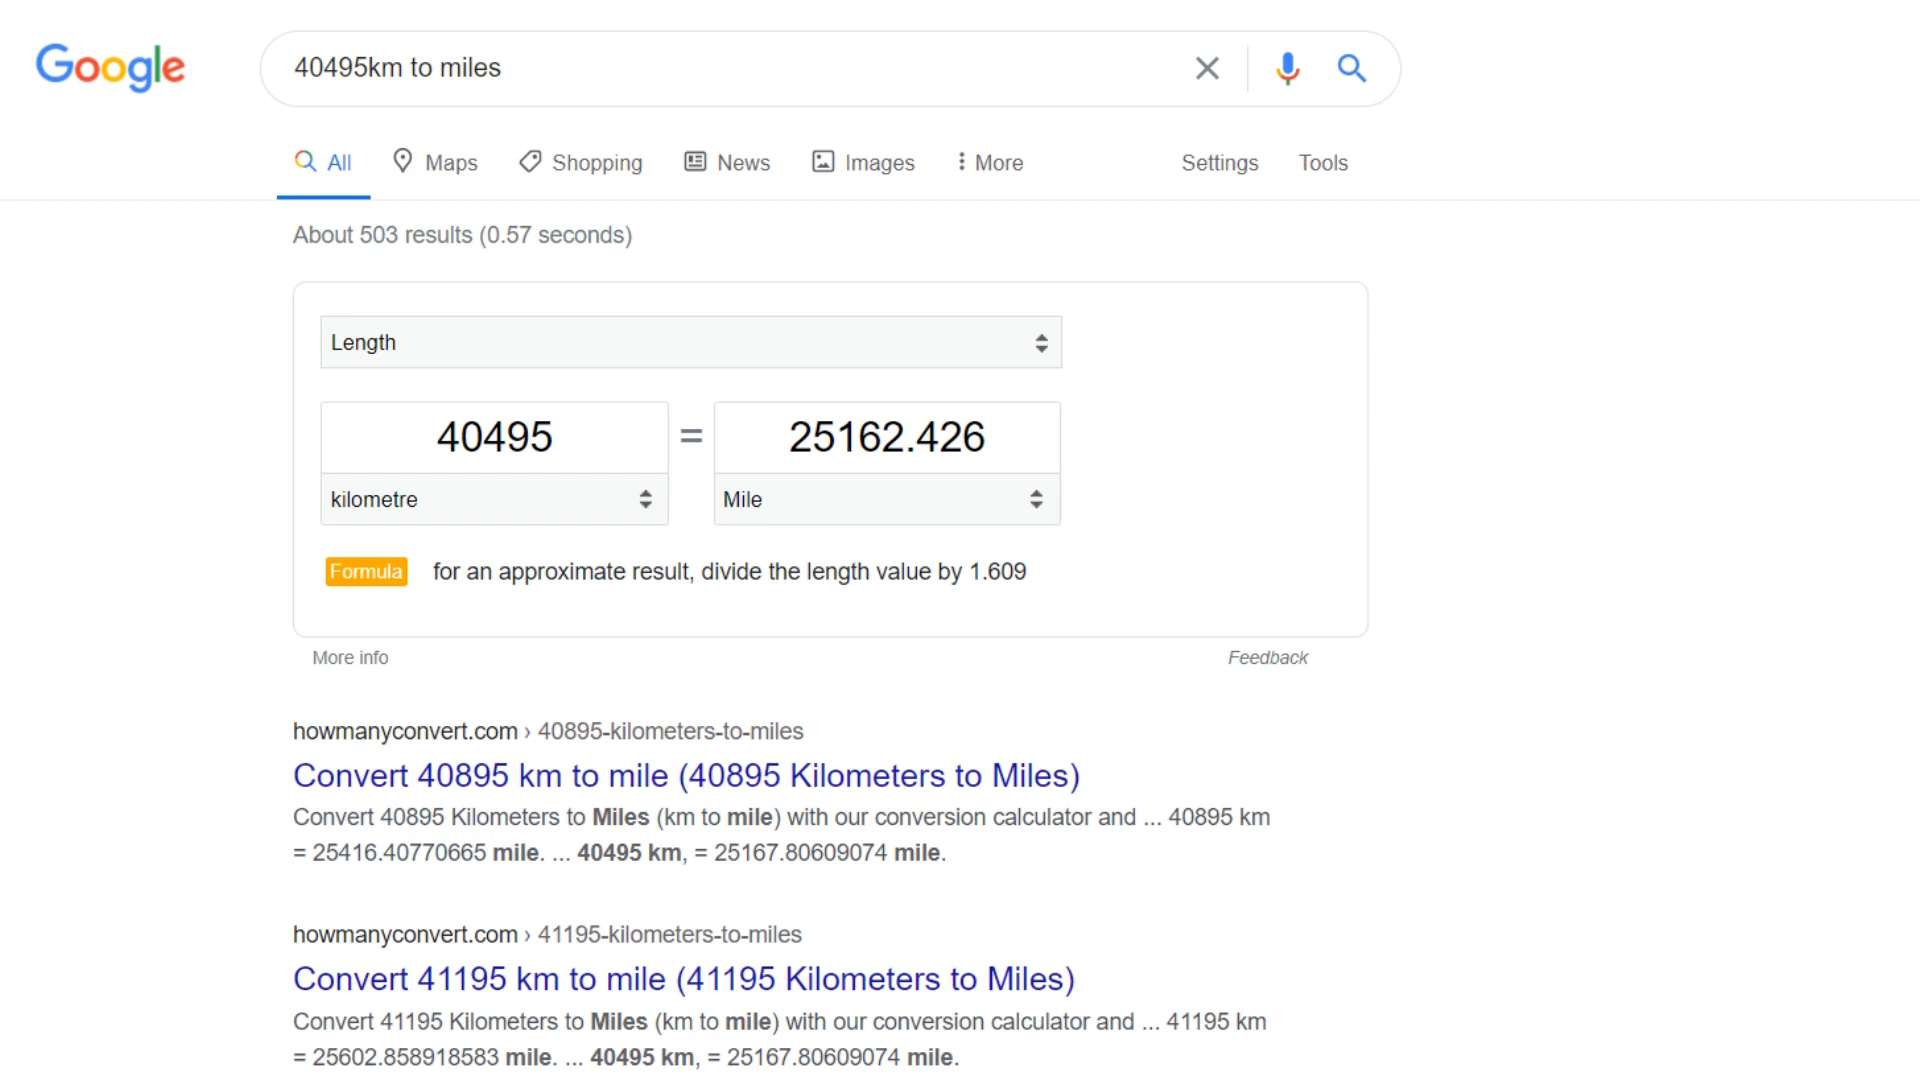 Google
40495km to miles
All Maps Shopping News Images More Settings Tools
About 503 results (0.57 seconds)
Length
40495 = 25162.426
kilometre Mile
Formula for an approximate result, divide the length value by 1.609
More info Feedback
howmanyconvert.com › 40895-kilometers-to-miles
Convert 40895 km to mile (40895 Kilometers to Miles)
Convert 40895 Kilometers to Miles (km to mile) with our conversion calculator and ... 40895 km
= 25416.40770665 mile. ... 40495 km, = 25167.80609074 mile.
howmanyconvert.com › 41195-kilometers-to-miles
Convert 41195 km to mile (41195 Kilometers to Miles)
Convert 41195 Kilometers to Miles (km to mile) with our conversion calculator and ... 41195 km
= 25602.858918583 mile. ... 40495 km, = 25167.80609074 mile.